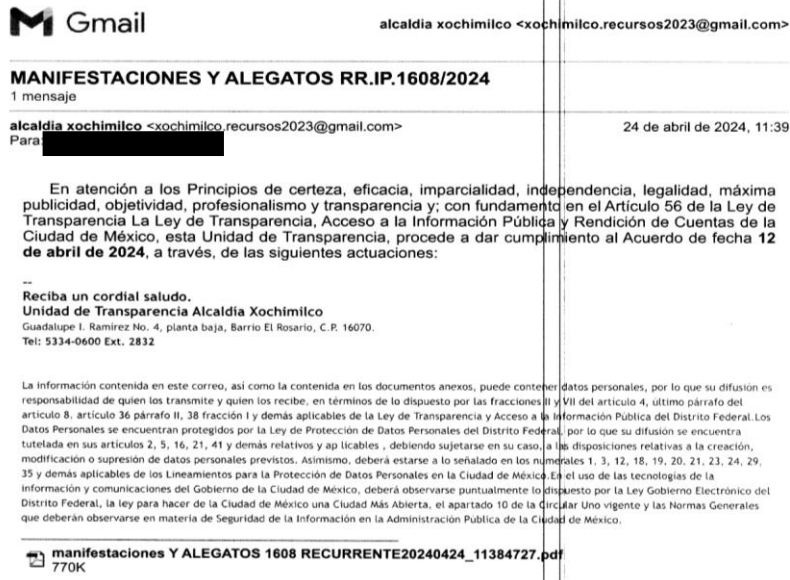 Gmail
alcaldia xochimilco <xochimilco.recursos2023@gmail.com>
MANIFESTACIONES Y ALEGATOS RR.IP.1608/2024
1 mensaje
alcaldia xochimilco <xochimilco.recursos2023@gmail.com>
24 de abril de 2024, 11:39
Para:
En atención a los Principios de certeza, eficacia, imparcialidad, independencia, legalidad, máxima
publicidad, objetividad, profesionalismo y transparencia y; con fundamento en el Artículo 56 de la Ley de
Transparencia La Ley de Transparencia, Acceso a la Información Pública y Rendición de Cuentas de la
Ciudad de México, esta Unidad de Transparencia, procede a dar cumplimiento al Acuerdo de fecha 12
de abril de 2024, a través, de las siguientes actuaciones:
--
Reciba un cordial saludo.
Unidad de Transparencia Alcaldía Xochimilco
Guadalupe I. Ramírez No. 4, planta baja, Barrio El Rosario, C.P. 16070.
Tel: 5334-0600 Ext. 2832
La información contenida en este correo, así como la contenida en los documentos anexos, puede contener datos personales, por lo que su difusión es
responsabilidad de quien los transmite y quien los recibe, en términos de lo dispuesto por las fracciones II y VII del artículo 4, último párrafo del
artículo 8, artículo 36 párrafo II, 38 fracción I y demás aplicables de la Ley de Transparencia y Acceso a la Información Pública del Distrito Federal.Los
Datos Personales se encuentran protegidos por la Ley de Protección de Datos Personales del Distrito Federal, por lo que su difusión se encuentra
tutelada en sus artículos 2, 5, 16, 21, 41 y demás relativos y ap licables , debiendo sujetarse en su caso, a las disposiciones relativas a la creación,
modificación o supresión de datos personales previstos. Asimismo, deberá estarse a lo señalado en los numerales 1, 3, 12, 18, 19, 20, 21, 23, 24, 29,
35 y demás aplicables de los Lineamientos para la Protección de Datos Personales en la Ciudad de México.En el uso de las tecnologías de la
información y comunicaciones del Gobierno de la Ciudad de México, deberá observarse puntualmente lo dispuesto por la Ley Gobierno Electrónico del
Distrito Federal, la ley para hacer de la Ciudad de México una Ciudad Más Abierta, el apartado 10 de la Circular Uno vigente y las Normas Generales
que deberán observarse en materia de Seguridad de la Información en la Administración Pública de la Ciudad de México.
manifestaciones Y ALEGATOS 1608 RECURRENTE20240424_11384727.pdf
770K